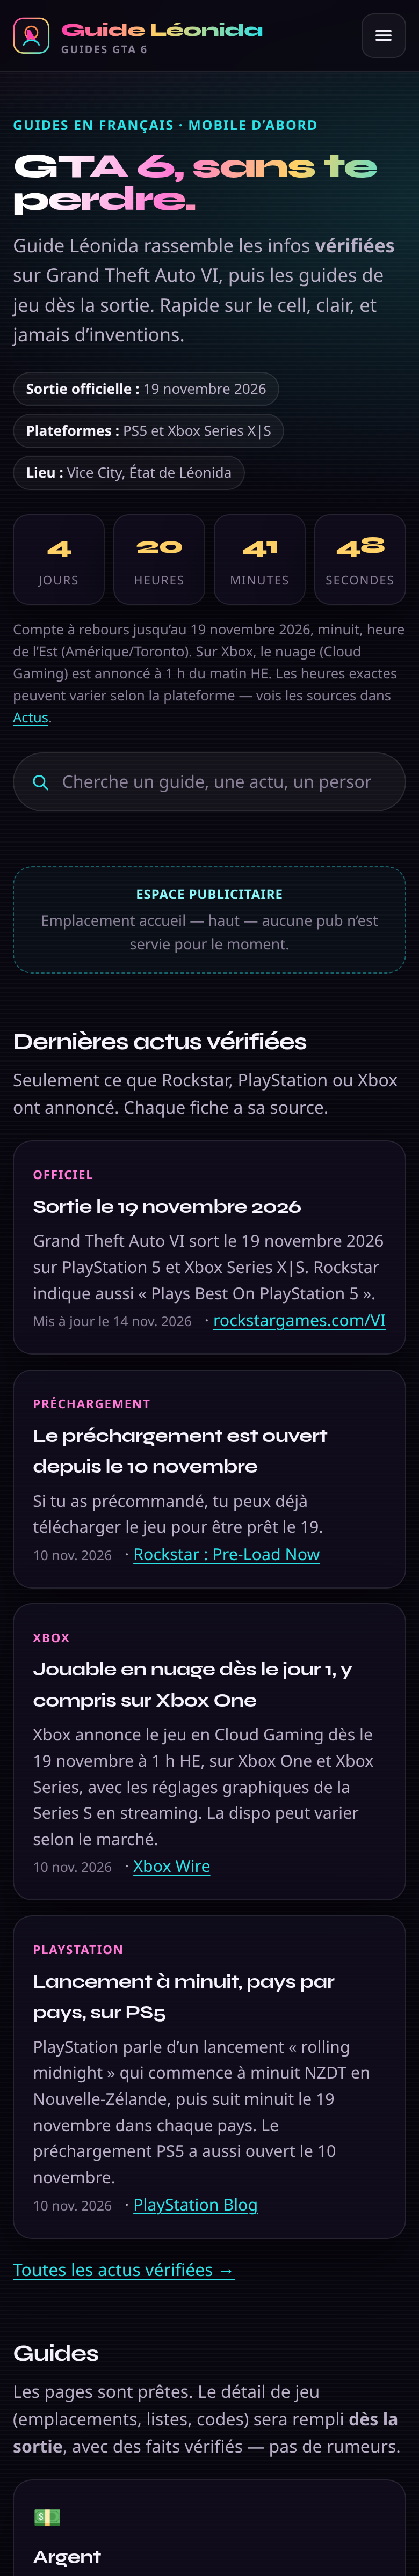 Guide Léonida
GUIDES GTA 6
GUIDES EN FRANÇAIS · MOBILE D'ABORD
GTA 6, sans te
perdre.
Guide Léonida rassemble les infos vérifiées
sur Grand Theft Auto VI, puis les guides de
jeu dès la sortie. Rapide sur le cell, clair, et
jamais d'inventions.
Sortie officielle : 19 novembre 2026
Plateformes : PS5 et Xbox Series X|S
Lieu : Vice City, État de Léonida
4 20 41 48
JOURS HEURES MINUTES SECONDES
Compte à rebours jusqu'au 19 novembre 2026, minuit, heure
de l'Est (Amérique/Toronto). Sur Xbox, le nuage (Cloud
Gaming) est annoncé à 1 h du matin HE. Les heures exactes
peuvent varier selon la plateforme — vois les sources dans
Actus.
Cherche un guide, une actu, un persor
ESPACE PUBLICITAIRE
Emplacement accueil — haut — aucune pub n'est
servie pour le moment.
Dernières actus vérifiées
Seulement ce que Rockstar, PlayStation ou Xbox
ont annoncé. Chaque fiche a sa source.
OFFICIEL
Sortie le 19 novembre 2026
Grand Theft Auto VI sort le 19 novembre 2026
sur PlayStation 5 et Xbox Series X|S. Rockstar
indique aussi « Plays Best On PlayStation 5 ».
Mis à jour le 14 nov. 2026 · rockstargames.com/VI
PRÉCHARGEMENT
Le préchargement est ouvert
depuis le 10 novembre
Si tu as précommandé, tu peux déjà
télécharger le jeu pour être prêt le 19.
10 nov. 2026 · Rockstar : Pre-Load Now
XBOX
Jouable en nuage dès le jour 1, y
compris sur Xbox One
Xbox annonce le jeu en Cloud Gaming dès le
19 novembre à 1 h HE, sur Xbox One et Xbox
Series, avec les réglages graphiques de la
Series S en streaming. La dispo peut varier
selon le marché.
10 nov. 2026 · Xbox Wire
PLAYSTATION
Lancement à minuit, pays par
pays, sur PS5
PlayStation parle d'un lancement « rolling
midnight » qui commence à minuit NZDT en
Nouvelle-Zélande, puis suit minuit le 19
novembre dans chaque pays. Le
préchargement PS5 a aussi ouvert le 10
novembre.
10 nov. 2026 · PlayStation Blog
Toutes les actus vérifiées →
Guides
Les pages sont prêtes. Le détail de jeu
(emplacements, listes, codes) sera rempli dès la
sortie, avec des faits vérifiés — pas de rumeurs.
Argent